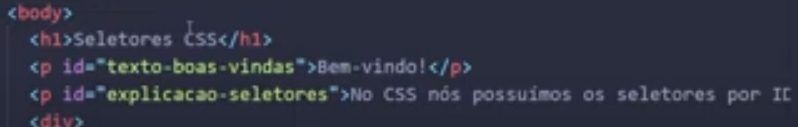 <body>
<h1>Seletores CSS</h1>
<p id="texto-boas-vindas">Bem-vindo!</p>
<p id="explicacao-seletores">No CSS nós possuímos os seletores por ID
<div>